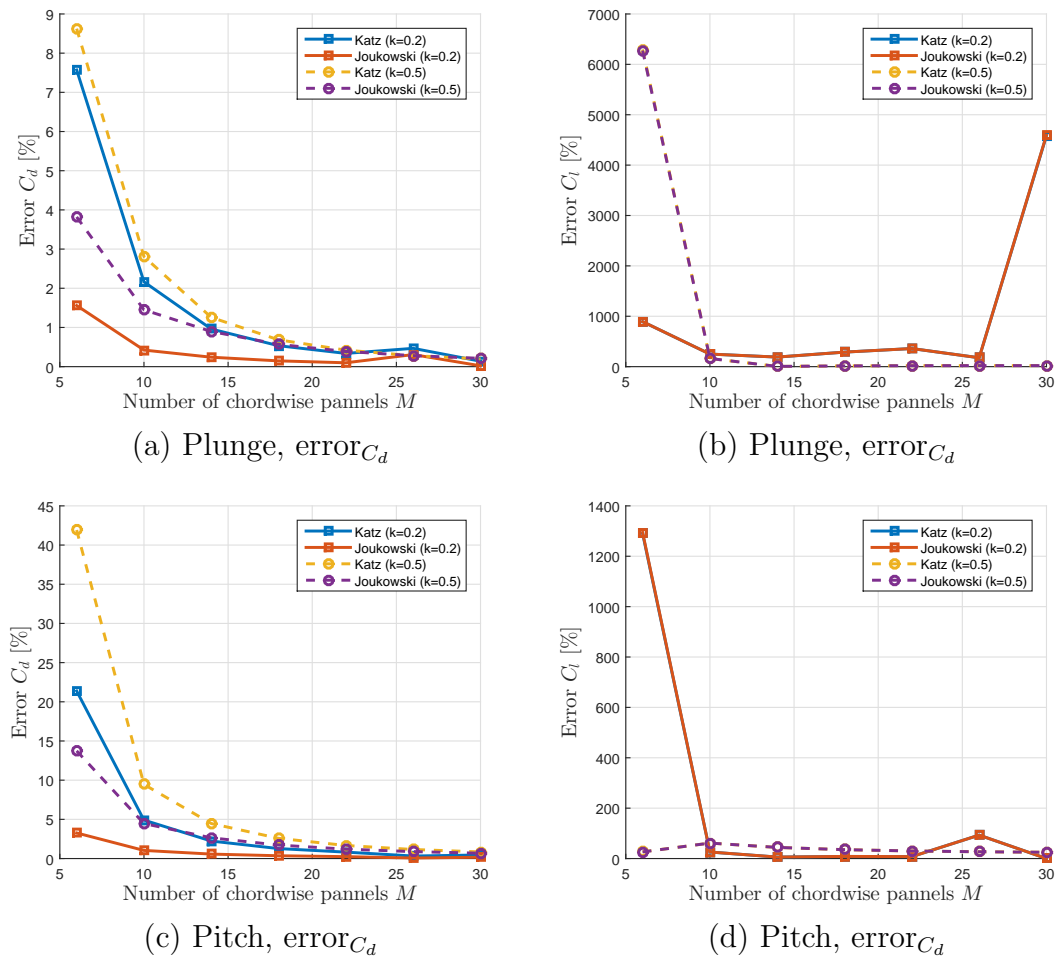 Error $C_d$ [%]
9
8
7
6
5
4
3
2
1
0
5
10
15
20
25
30
Number of chordwise pannels $M$
Katz (k=0.2)
Joukowski (k=0.2)
Katz (k=0.5)
Joukowski (k=0.5)
(a) Plunge, error$_{C_d}$
Error $C_l$ [%]
7000
6000
5000
4000
3000
2000
1000
0
5
10
15
20
25
30
Number of chordwise pannels $M$
Katz (k=0.2)
Joukowski (k=0.2)
Katz (k=0.5)
Joukowski (k=0.5)
(b) Plunge, error$_{C_d}$
Error $C_d$ [%]
45
40
35
30
25
20
15
10
5
0
5
10
15
20
25
30
Number of chordwise pannels $M$
Katz (k=0.2)
Joukowski (k=0.2)
Katz (k=0.5)
Joukowski (k=0.5)
(c) Pitch, error$_{C_d}$
Error $C_l$ [%]
1400
1200
1000
800
600
400
200
0
5
10
15
20
25
30
Number of chordwise pannels $M$
Katz (k=0.2)
Joukowski (k=0.2)
Katz (k=0.5)
Joukowski (k=0.5)
(d) Pitch, error$_{C_d}$